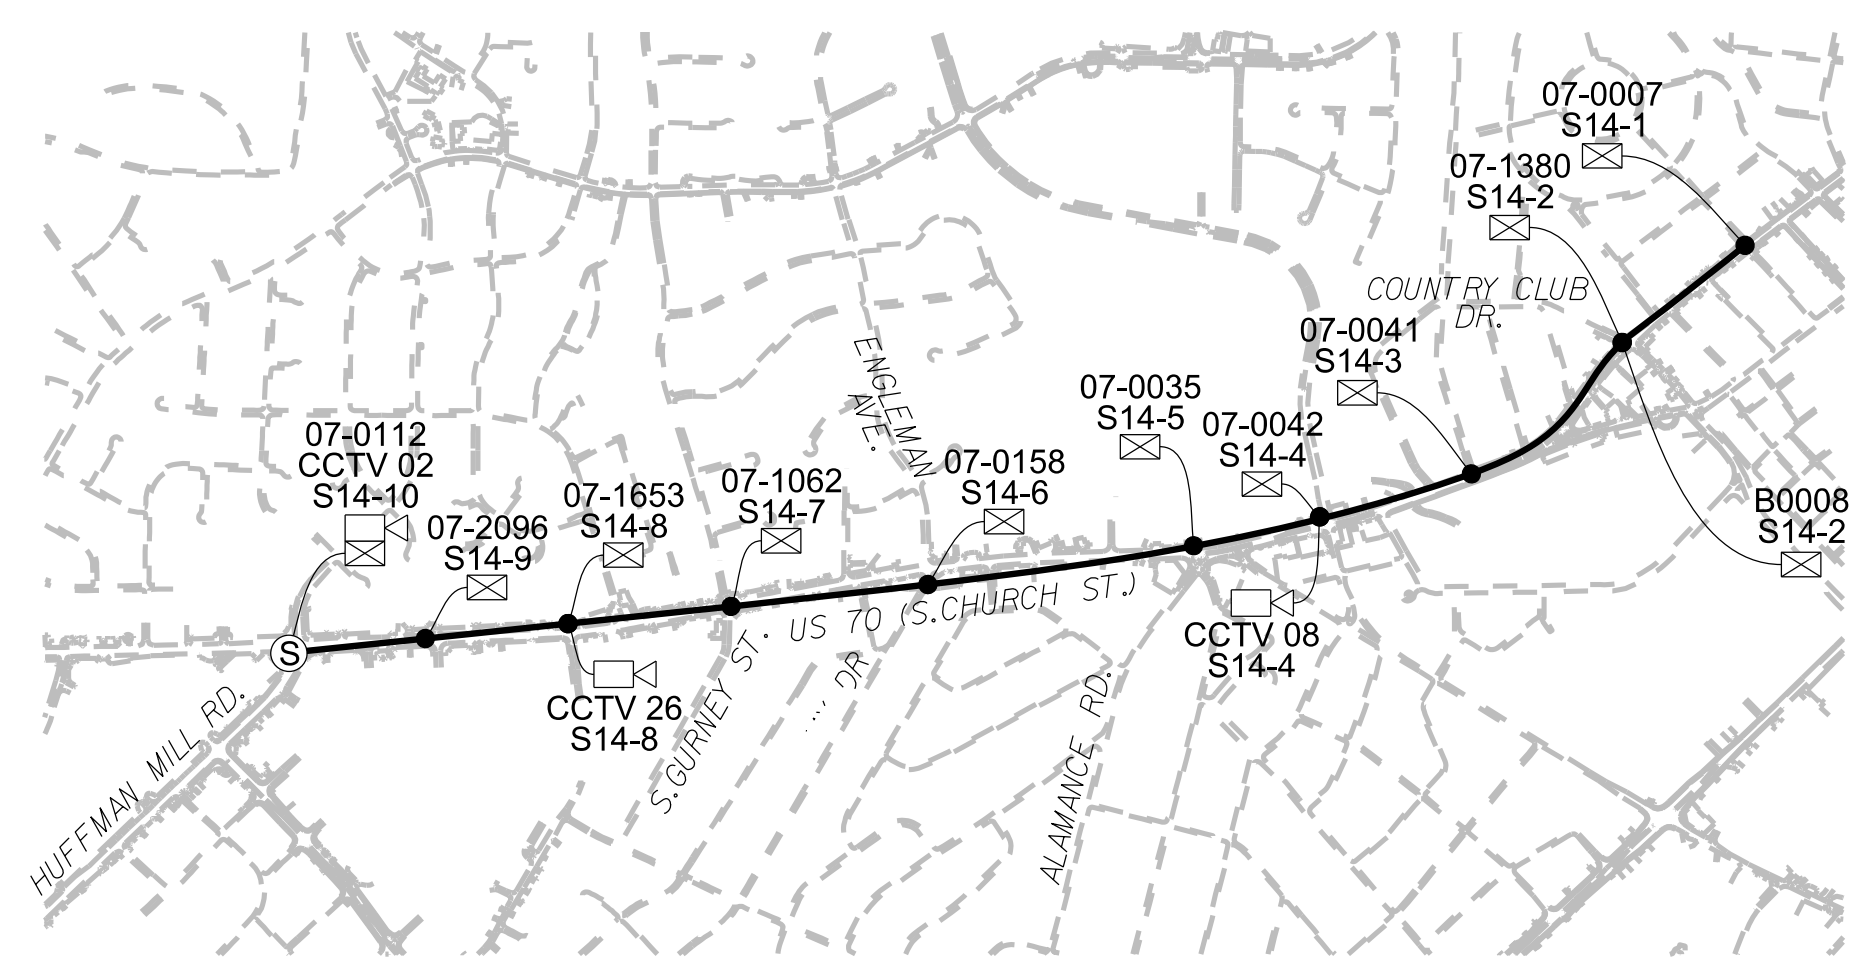 07-0007
S14-1
07-1380
S14-2
COUNTRY CLUB
DR.
07-0041
S14-3
ENGLEMAN
AVE.
07-0035
S14-5
07-0042
S14-4
07-0112
CCTV 02
S14-10
07-2096
S14-9
07-1653
S14-8
07-1062
S14-7
07-0158
S14-6
B0008
S14-2
S
US 70 (S.CHURCH ST.)
CCTV 08
S14-4
CCTV 26
S14-8
S.GURNEY ST.
DR
HUFFMAN MILL RD.
ALAMANCE RD.